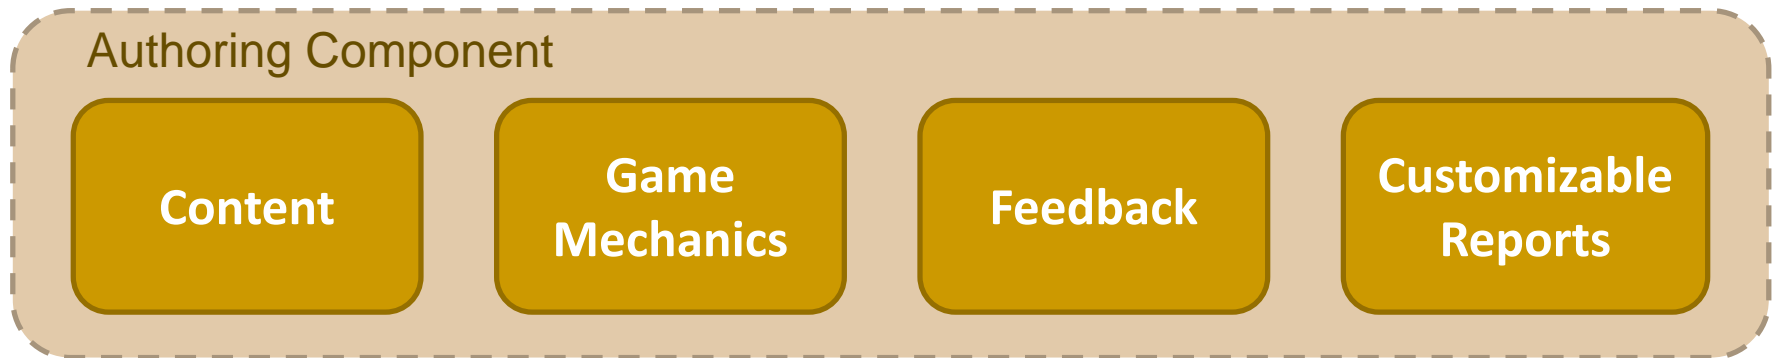 Authoring Component
Content
Game
Mechanics
Feedback
Customizable
Reports